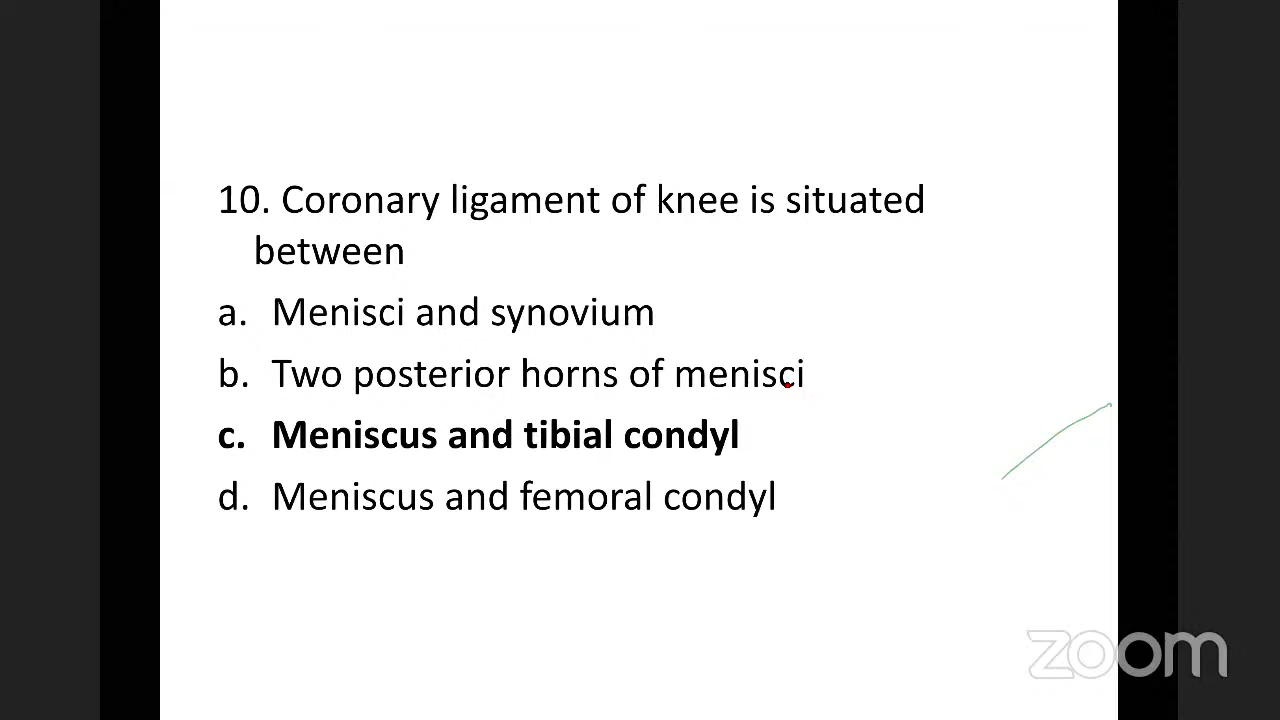 10. Coronary ligament of knee is situated
between
a. Menisci and synovium
b. Two posterior horns of menisci
c. Meniscus and tibial condyl
d. Meniscus and femoral condyl
zoom